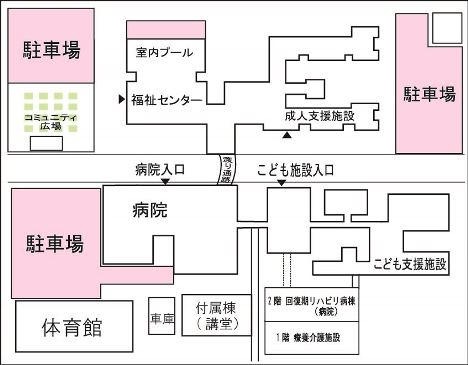 駐車場
室内プール
駐車場
コミュニティ
広場
福祉センター
成人支援施設
病院入口
渡り通路
こども施設入口
病院
駐車場
こども支援施設
体育館
車庫
付属棟
(講堂)
2階 回復期リハビリ病棟
(病院)
1階 療養介護施設